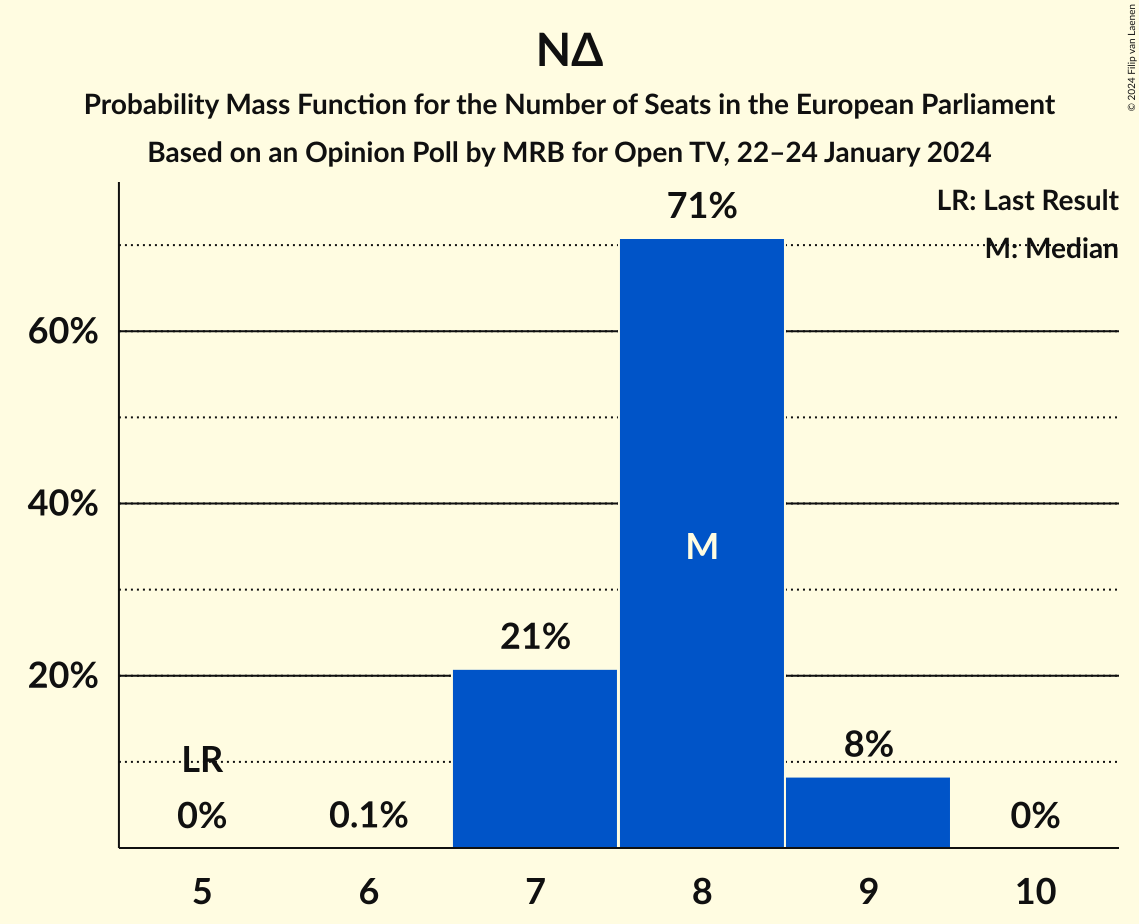 NΔ
Probability Mass Function for the Number of Seats in the European Parliament
Based on an Opinion Poll by MRB for Open TV, 22–24 January 2024
© 2024 Filip van Laenen
LR: Last Result
M: Median
71%
60%
40%
M
21%
20%
8%
LR
0%
0.1%
0%
5 6 7 8 9 10